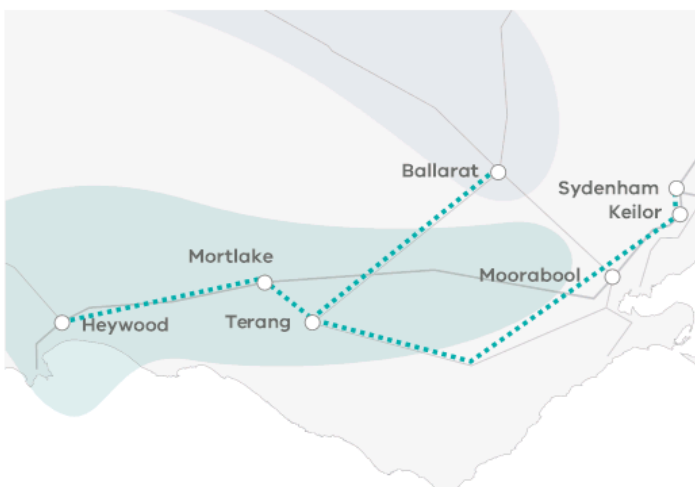 Ballarat
Sydenham
Keilor
Mortlake
Moorabool
Heywood
Terang